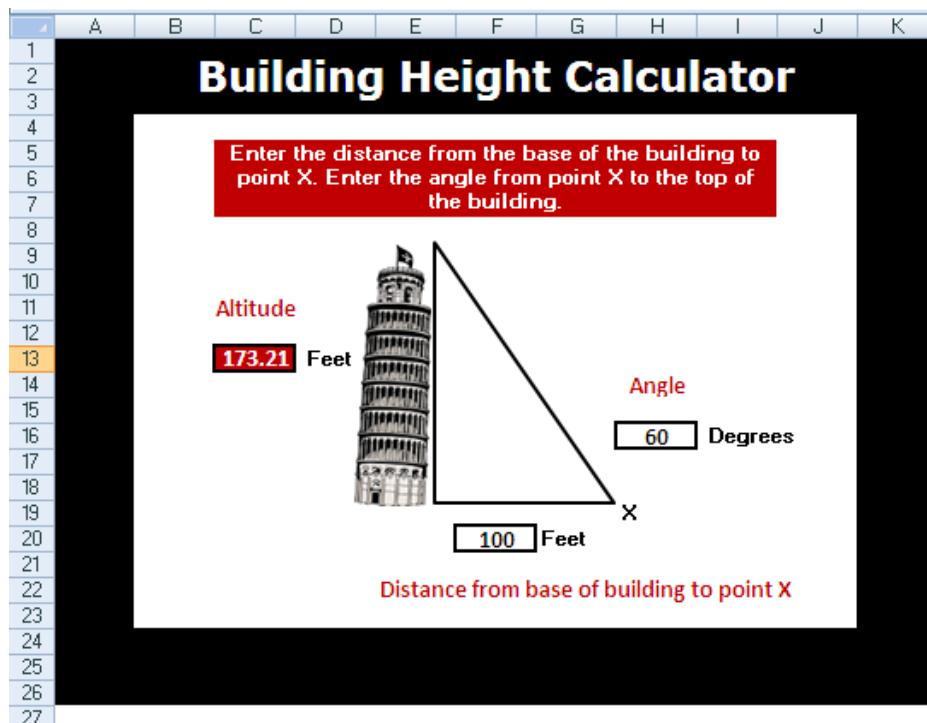 A B C D E F G H I J K
1
2
3
4
5
6
7
8
9
10
11
12
13
14
15
16
17
18
19
20
21
22
23
24
25
26
27
Building Height Calculator
Enter the distance from the base of the building to
point X. Enter the angle from point X to the top of
the building.
Altitude
173.21 Feet
Angle
60 Degrees
X
100 Feet
Distance from base of building to point X